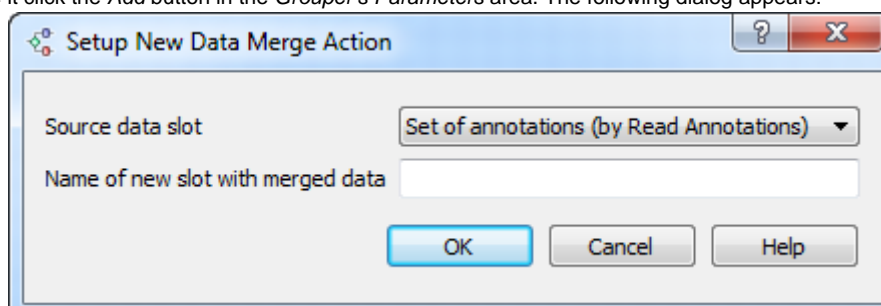 it click the Add button in the Grouper's Parameters area. The following dialog appears:
Setup New Data Merge Action
Source data slot
Set of annotations (by Read Annotations)
Name of new slot with merged data
OK
Cancel
Help